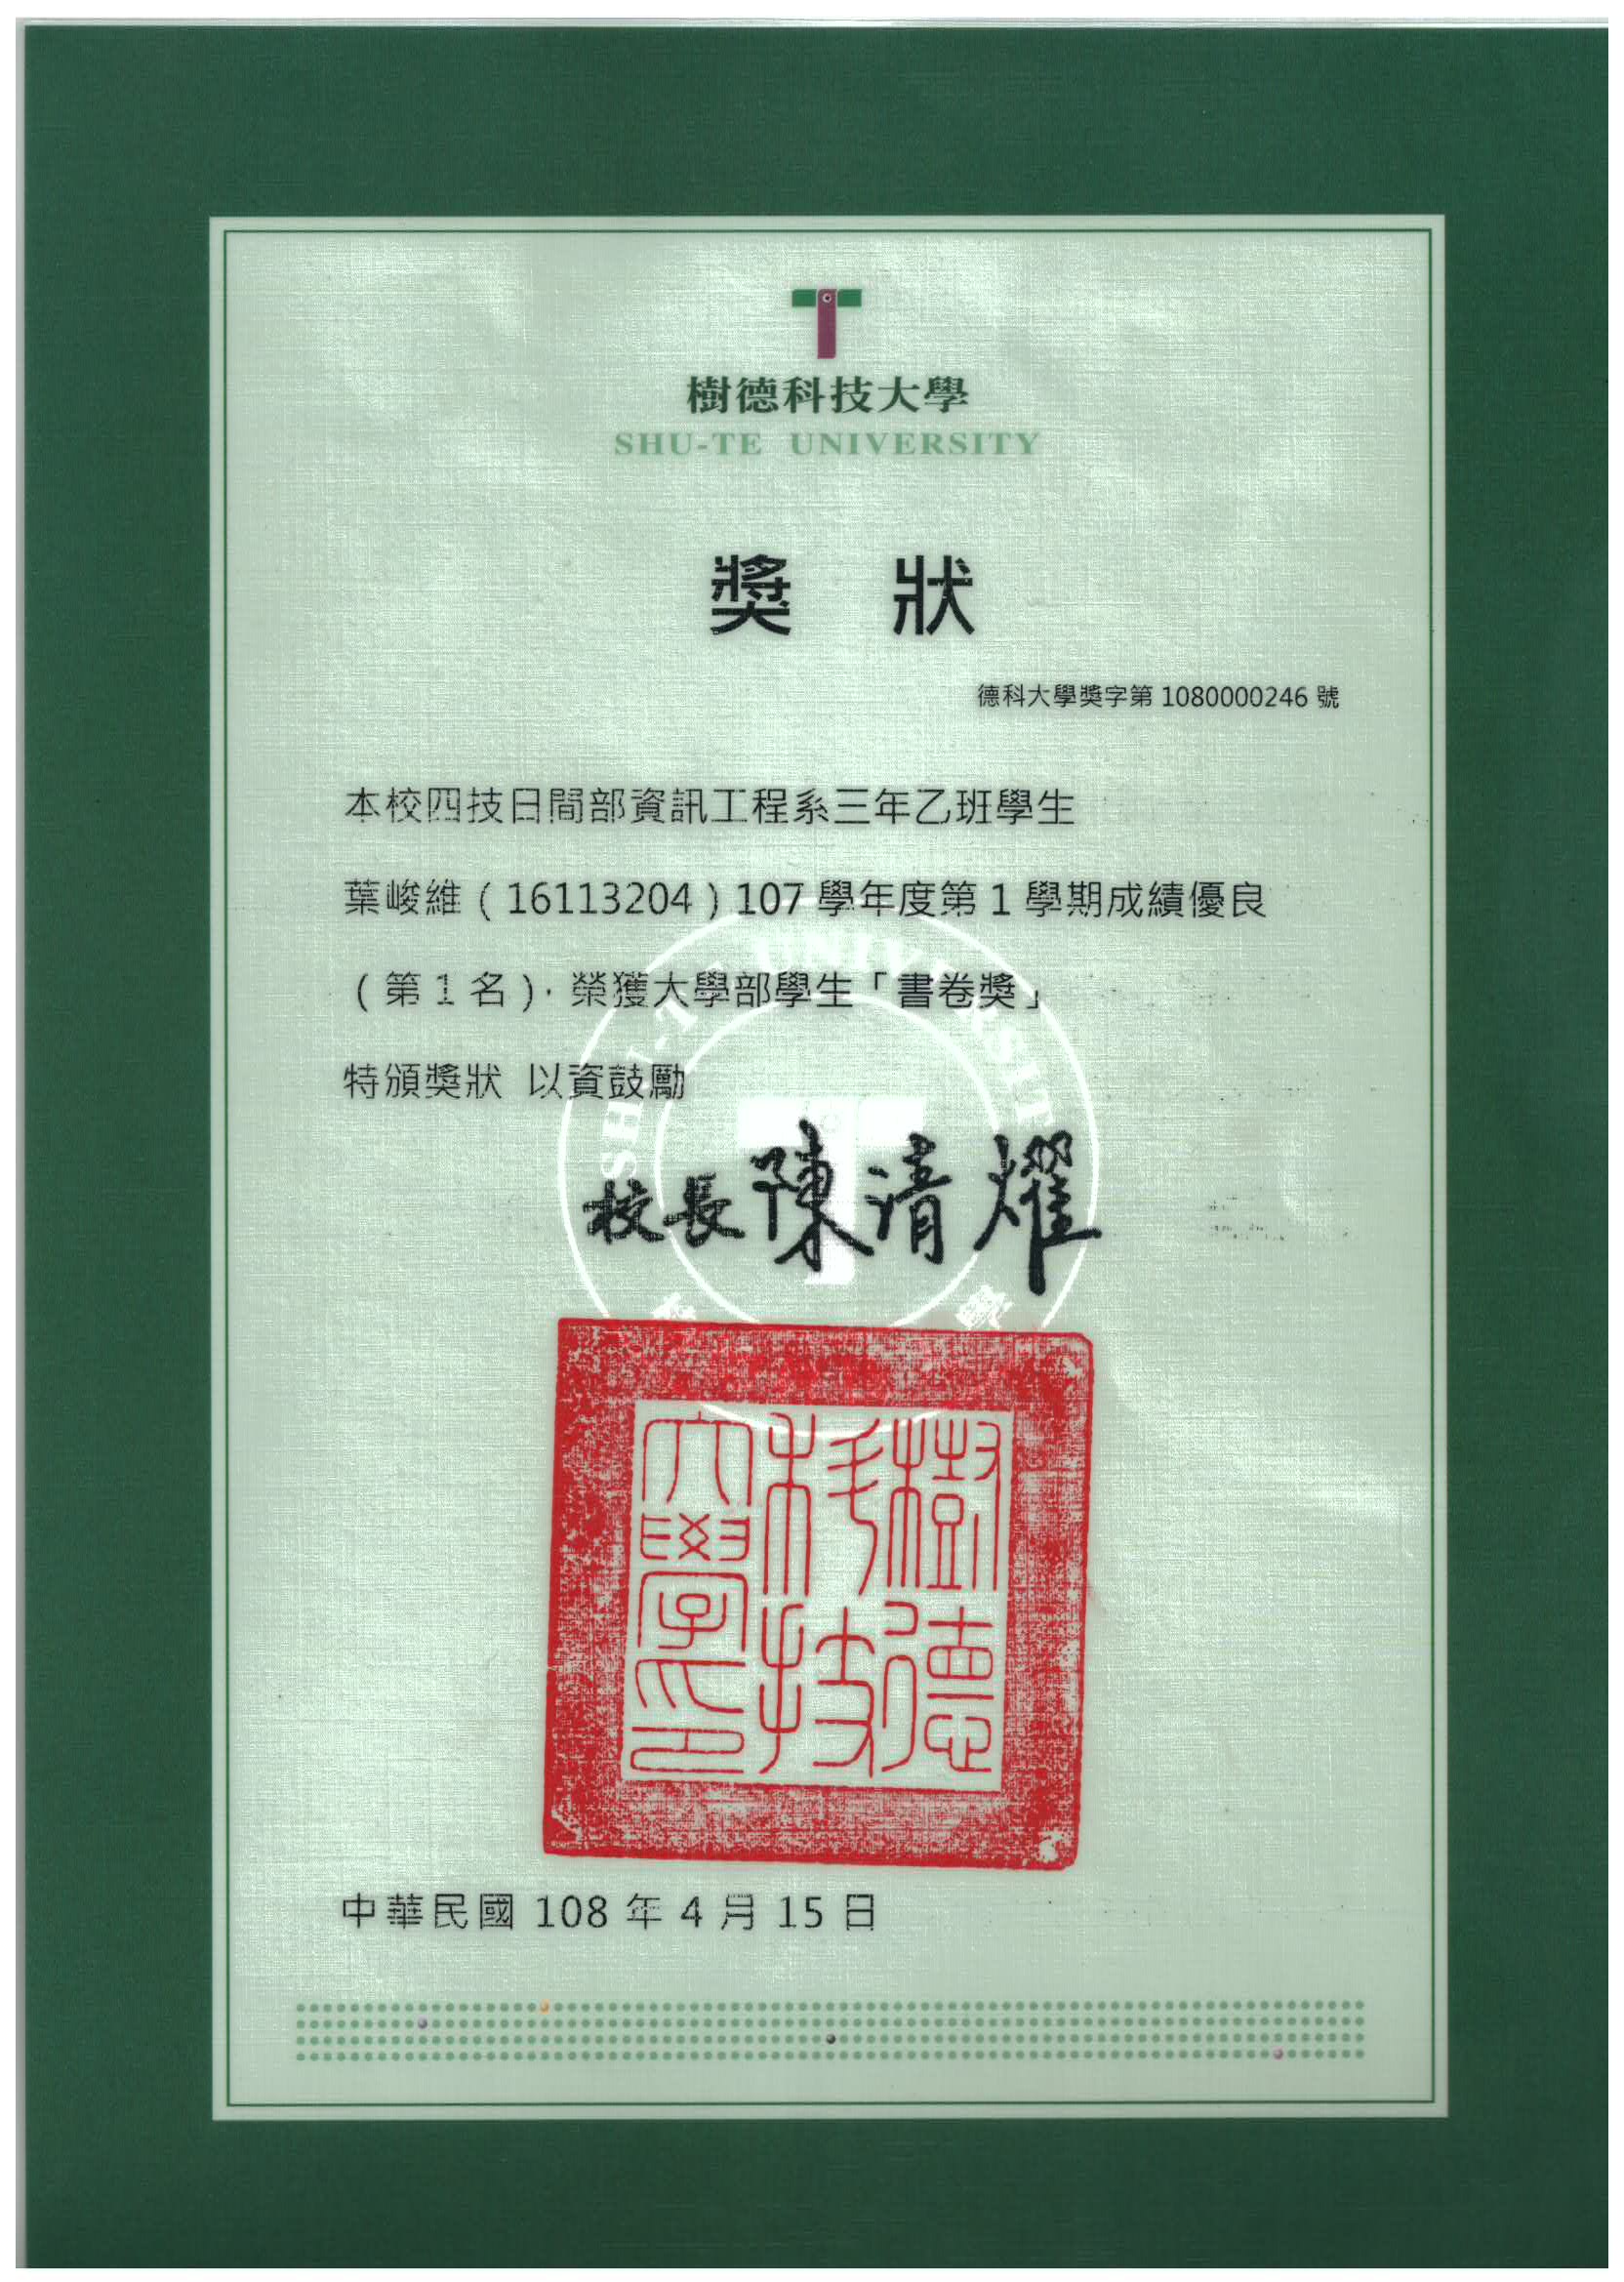 樹德科技大學
SHU-TE UNIVERSITY
獎 狀
德科大學獎字第 1080000246 號
本校四技日間部資訊工程系三年乙班學生
葉峻維(16113204)107 學年度第 1 學期成績優良
(第 1 名),榮獲大學部學生「書卷獎」
特頒獎狀 以資鼓勵
校長陳清耀
樹德
科技
大學印
中華民國 108 年 4 月 15 日